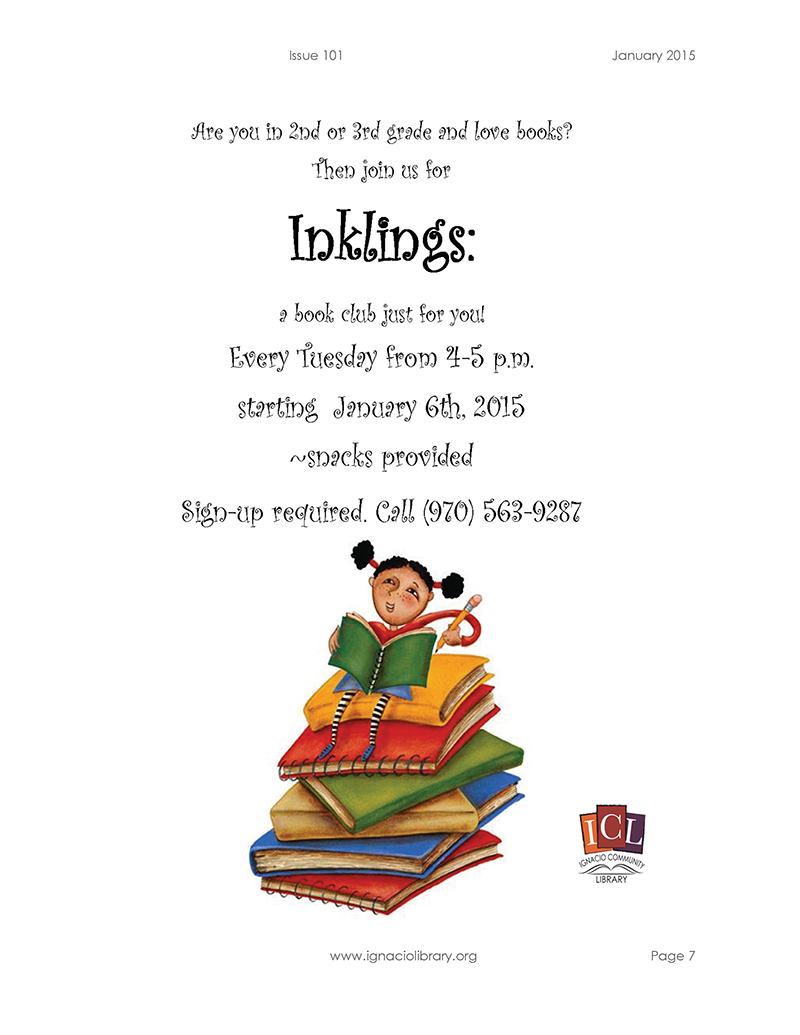 Issue 101 January 2015
Are you in 2nd or 3rd grade and love books?
Then join us for
Inklings:
a book club just for you!
Every Tuesday from 4-5 p.m.
starting January 6th, 2015
~snacks provided
Sign-up required. Call (970) 563-9287
ICL
IGNACIO COMMUNITY
LIBRARY
www.ignaciolibrary.org Page 7